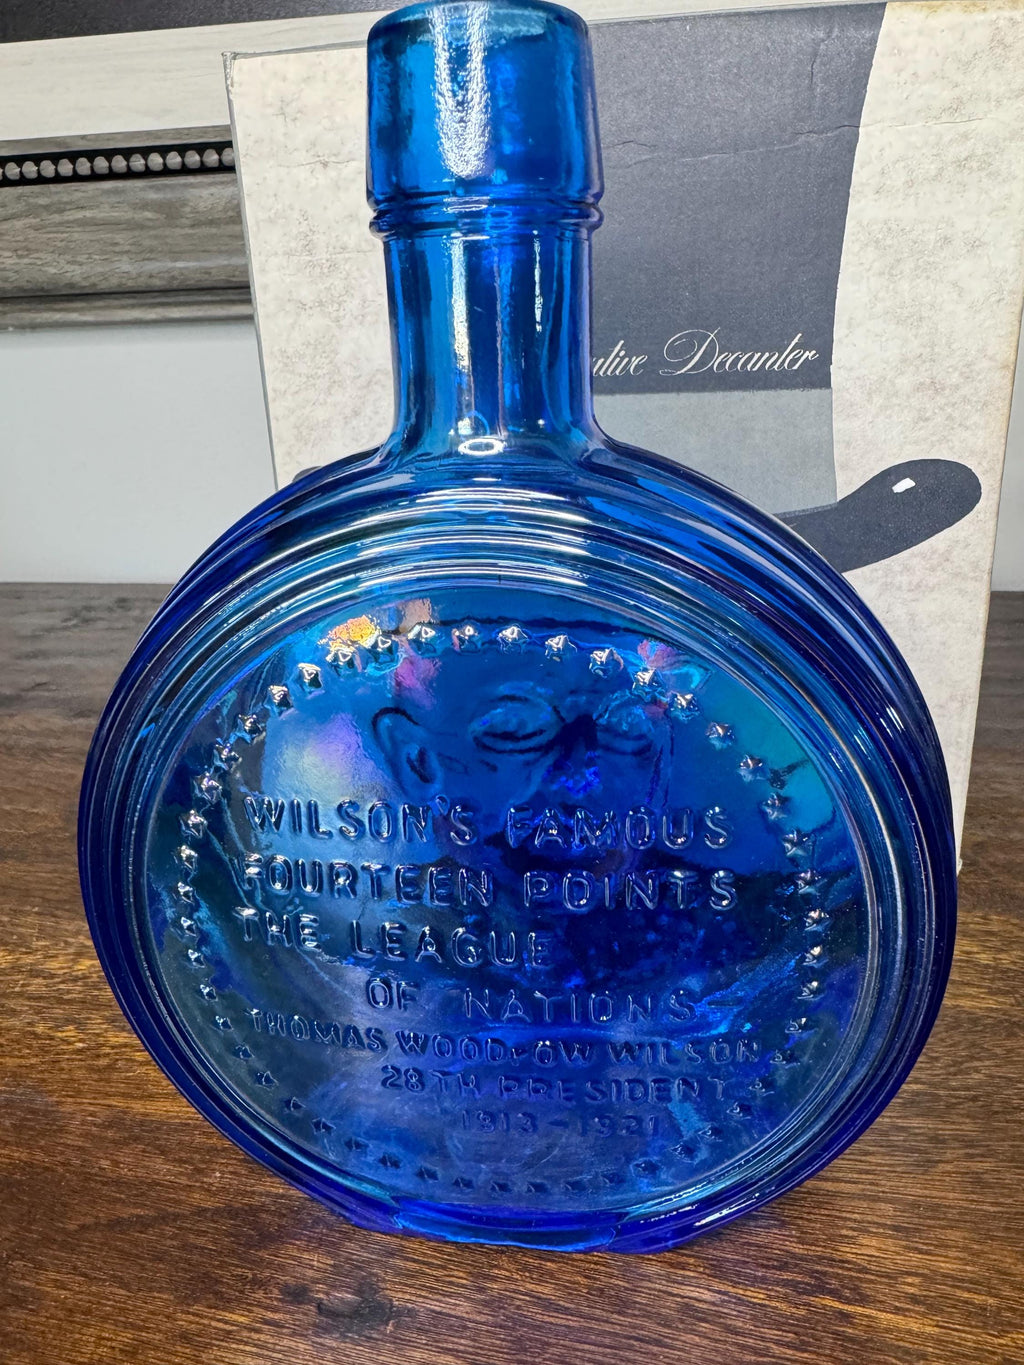 Decanter
WILSON'S FAMOUS
FOURTEEN POINTS
THE LEAGUE
OF NATIONS
THOMAS WOODROW WILSON
28TH PRESIDENT
1913-1921